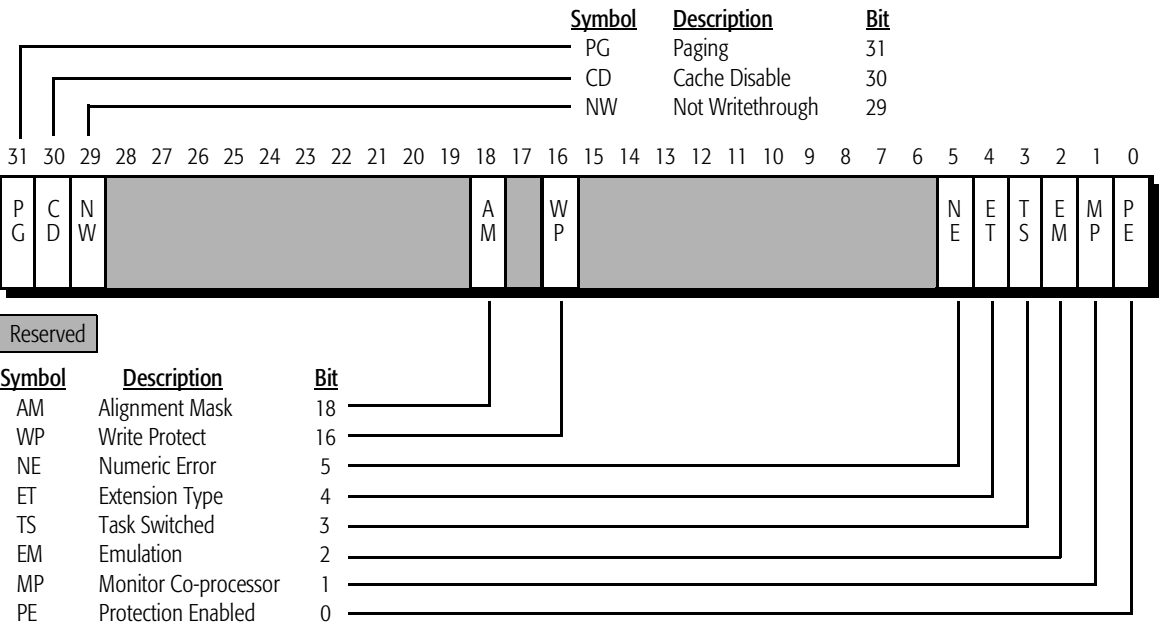 Symbol Description Bit
PG Paging 31
CD Cache Disable 30
NW Not Writethrough 29
31 30 29 28 27 26 25 24 23 22 21 20 19 18 17 16 15 14 13 12 11 10 9 8 7 6 5 4 3 2 1 0
P C N A W N E T E M P
G D W M P E T S M P E
Reserved
Symbol Description Bit
AM Alignment Mask 18
WP Write Protect 16
NE Numeric Error 5
ET Extension Type 4
TS Task Switched 3
EM Emulation 2
MP Monitor Co-processor 1
PE Protection Enabled 0